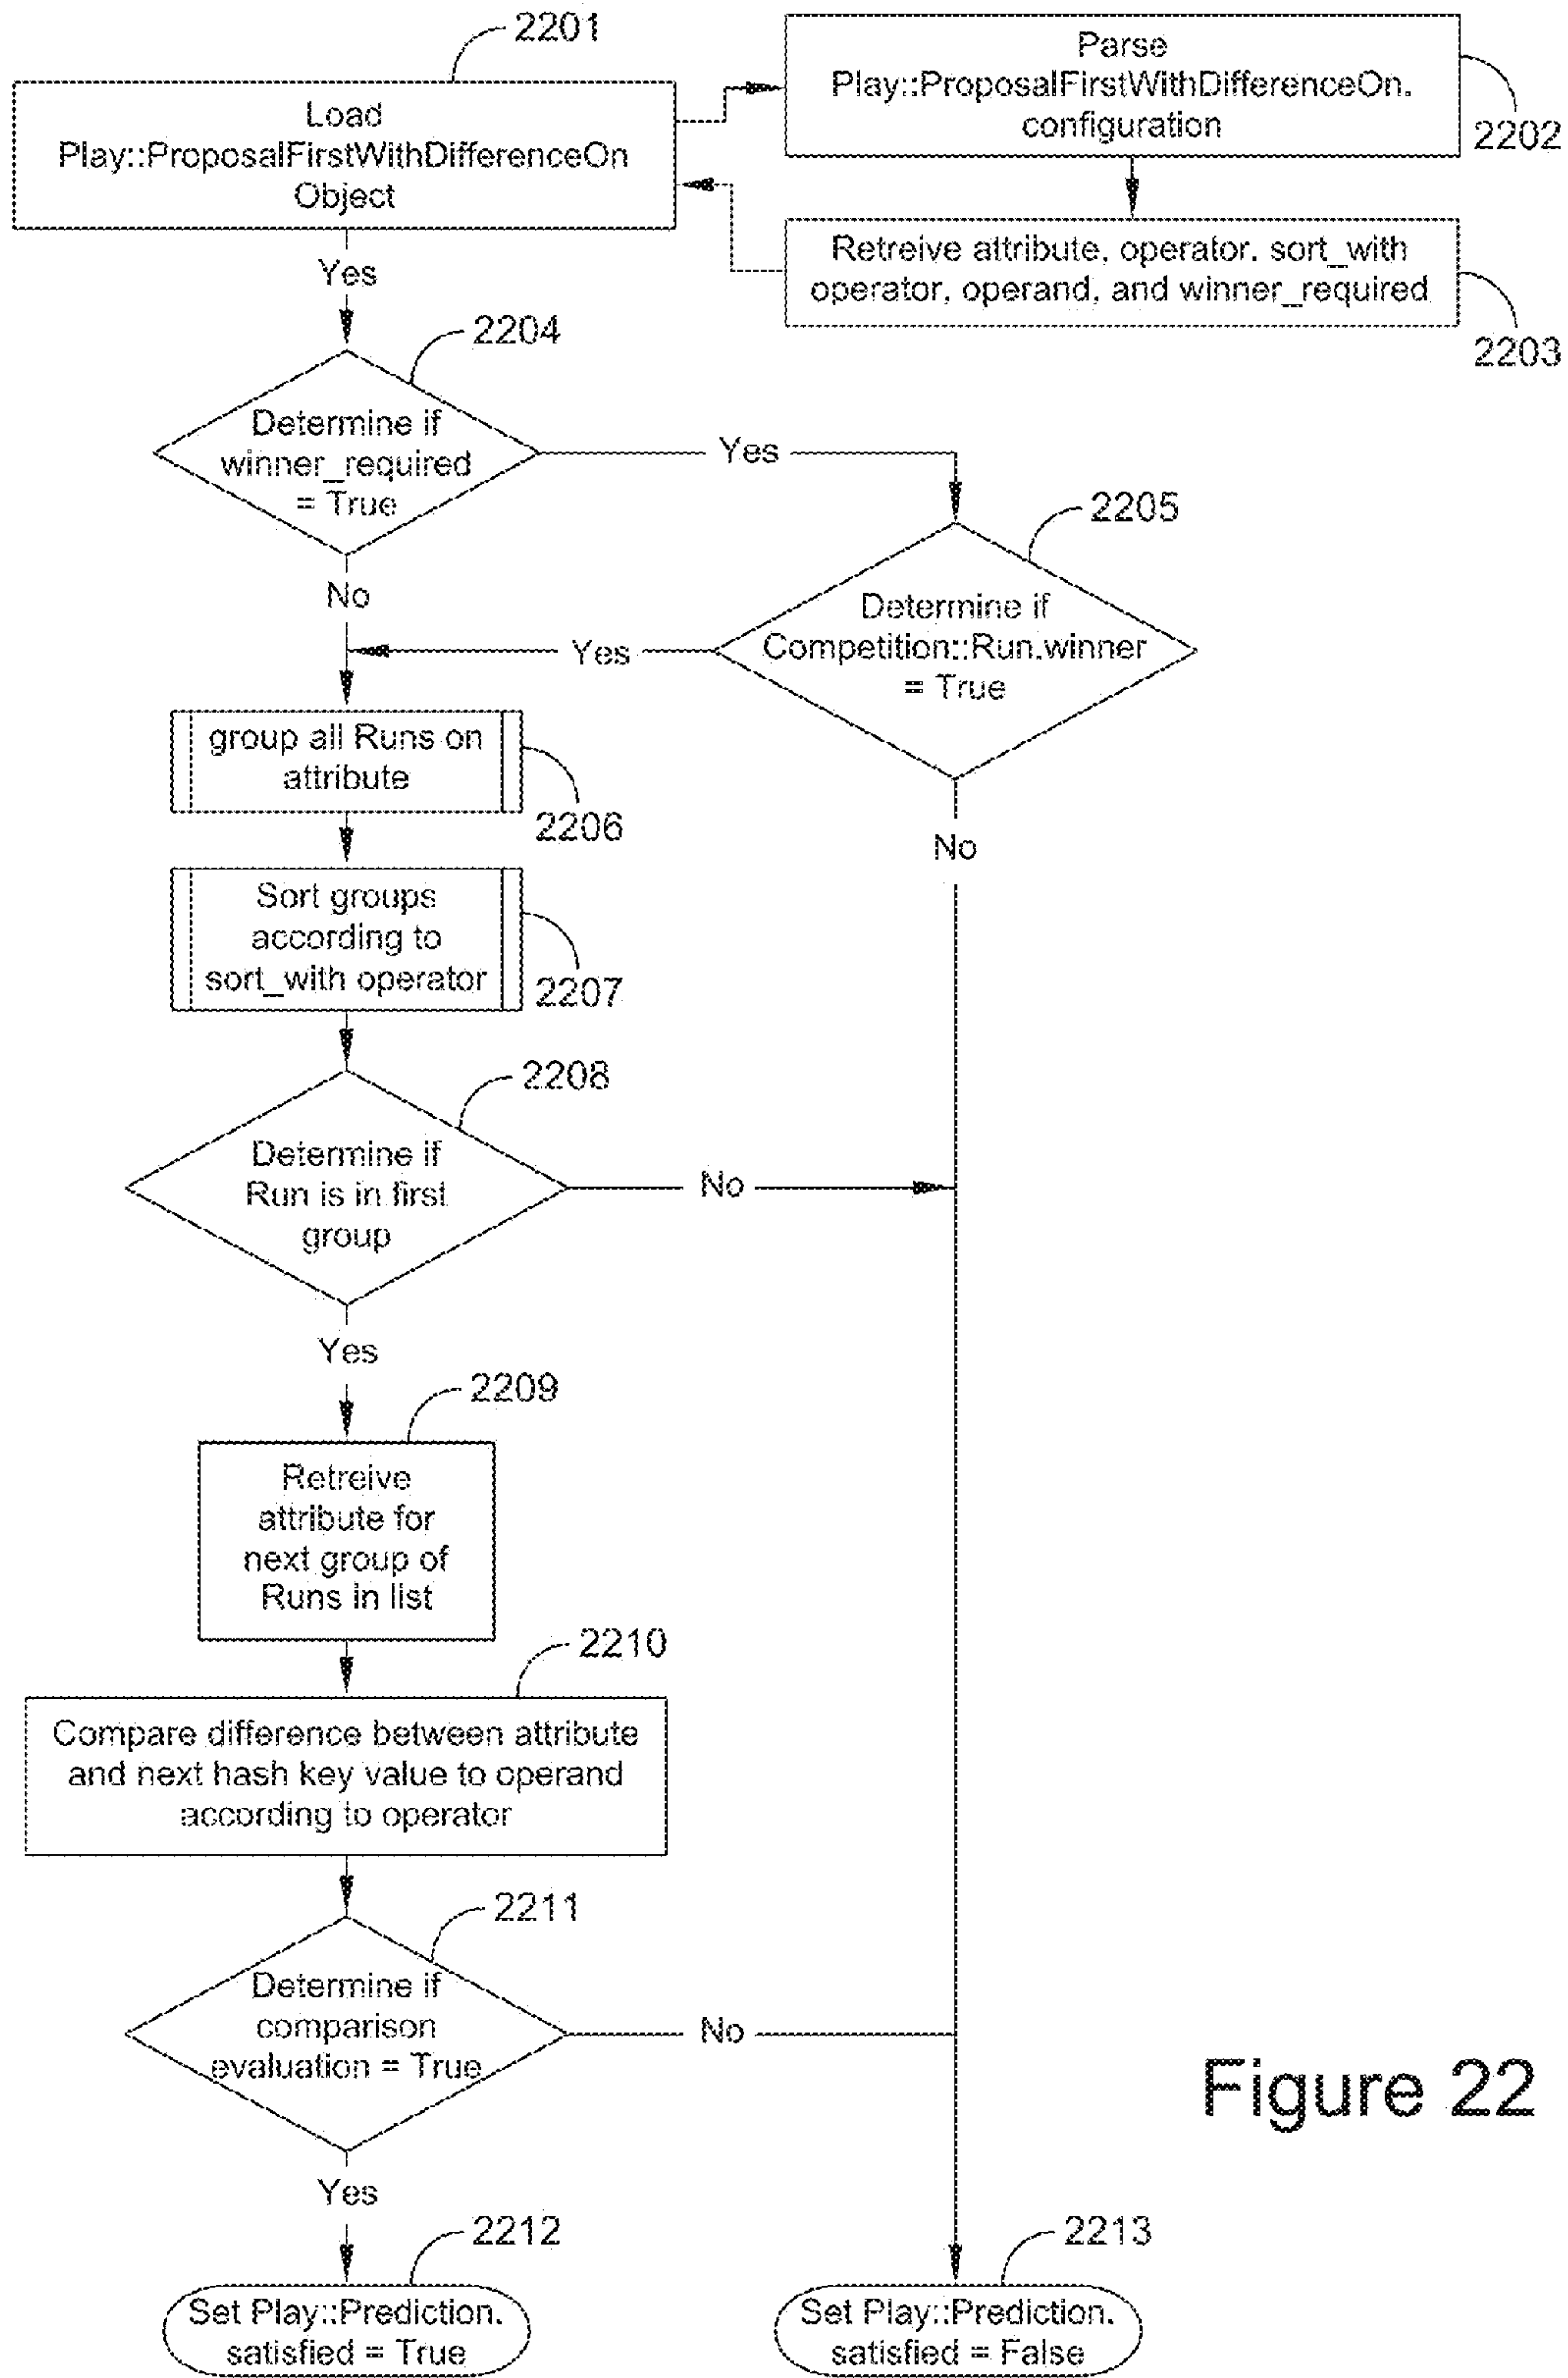 2201
Load
Play::ProposalFirstWithDifferenceOn
Object
Parse
Play::ProposalFirstWithDifferenceOn.
configuration
2202
Retreive attribute, operator. sort_with
operator, operand, and winner_required
2203
Yes
2204
Determine if
winner_required
= True
Yes
No
2205
Determine if
Competition::Run.winner
= True
Yes
No
group all Runs on
attribute
2206
Sort groups
according to
sort_with operator
2207
2208
Determine if
Run is in first
group
No
Yes
2209
Retreive
attribute for
next group of
Runs in list
2210
Compare difference between attribute
and next hash key value to operand
according to operator
2211
Determine if
comparison
evaluation = True
No
Yes
Figure 22
2212
Set Play::Prediction.
satisfied = True
2213
Set Play::Prediction.
satisfied = False